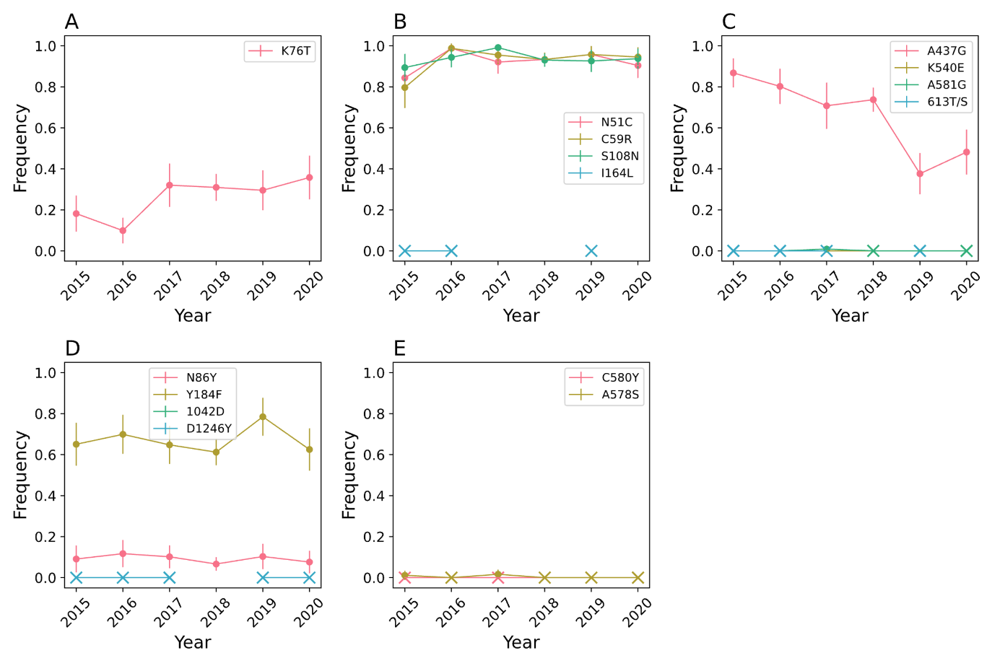 A
Frequency
1.0
0.8
0.6
0.4
0.2
0.0
K76T
2015
2016
2017
2018
2019
2020
Year
B
Frequency
1.0
0.8
0.6
0.4
0.2
0.0
N51C
C59R
S108N
I164L
2015
2016
2017
2018
2019
2020
Year
C
Frequency
1.0
0.8
0.6
0.4
0.2
0.0
A437G
K540E
A581G
613T/S
2015
2016
2017
2018
2019
2020
Year
D
Frequency
1.0
0.8
0.6
0.4
0.2
0.0
N86Y
Y184F
1042D
D1246Y
2015
2016
2017
2018
2019
2020
Year
E
Frequency
1.0
0.8
0.6
0.4
0.2
0.0
C580Y
A578S
2015
2016
2017
2018
2019
2020
Year